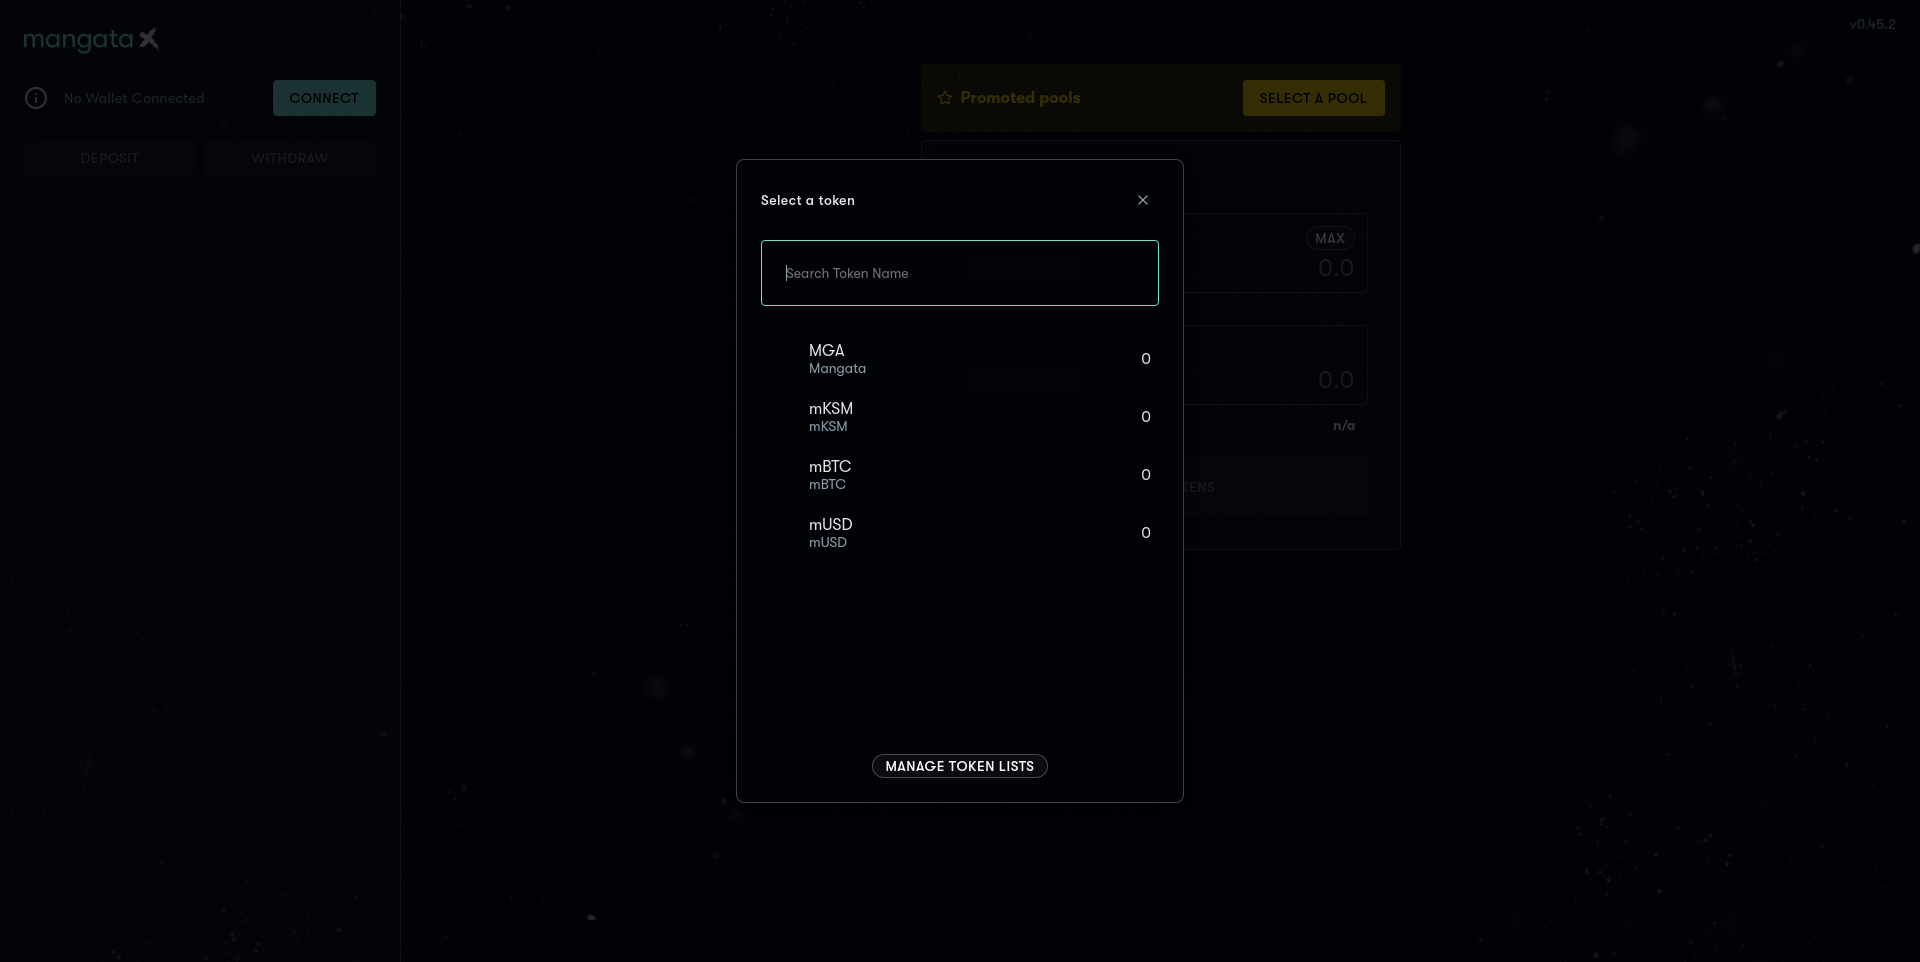 mangata
No Wallet Connected
CONNECT
DEPOSIT
WITHDRAW
v0.45.2
Promoted pools
SELECT A POOL
MAX
0.0
0.0
n/a
KENS
Select a token
Search Token Name
MGA
Mangata
0
mKSM
mKSM
0
mBTC
mBTC
0
mUSD
mUSD
0
MANAGE TOKEN LISTS